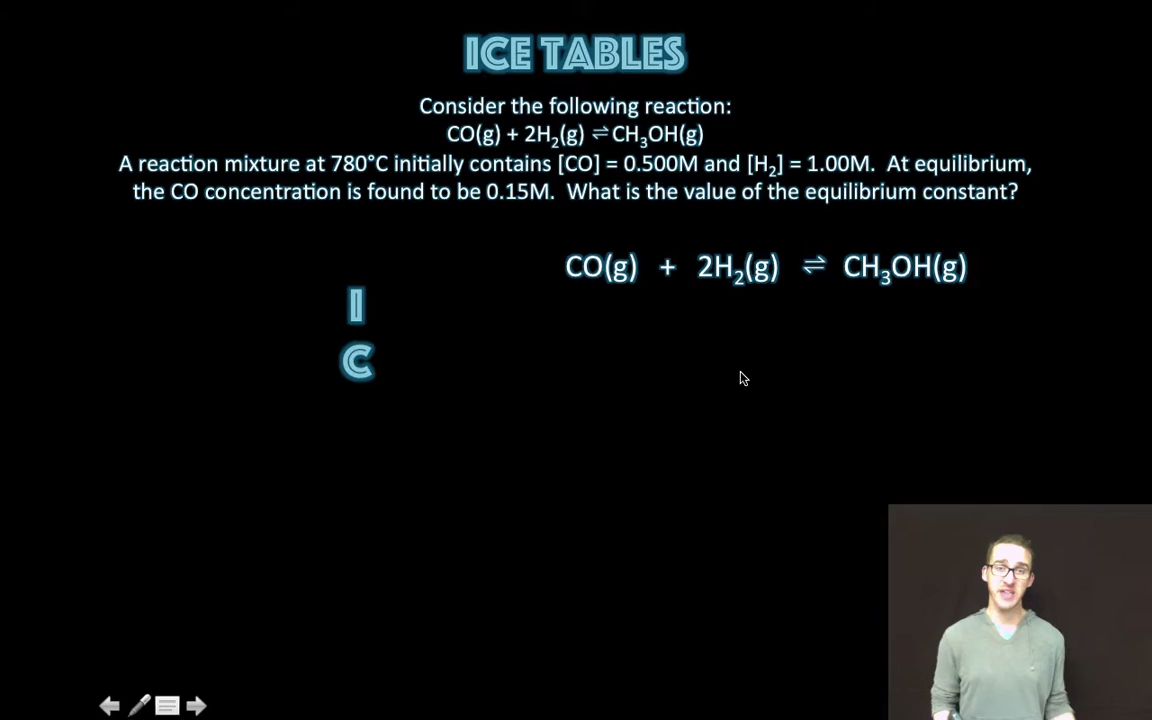 ICE TABLES
Consider the following reaction:
CO(g) + 2H₂(g) ⇌ CH₃OH(g)
A reaction mixture at 780°C initially contains [CO] = 0.500M and [H₂] = 1.00M.  At equilibrium,
the CO concentration is found to be 0.15M.  What is the value of the equilibrium constant?
CO(g) + 2H₂(g) ⇌ CH₃OH(g)
I
C